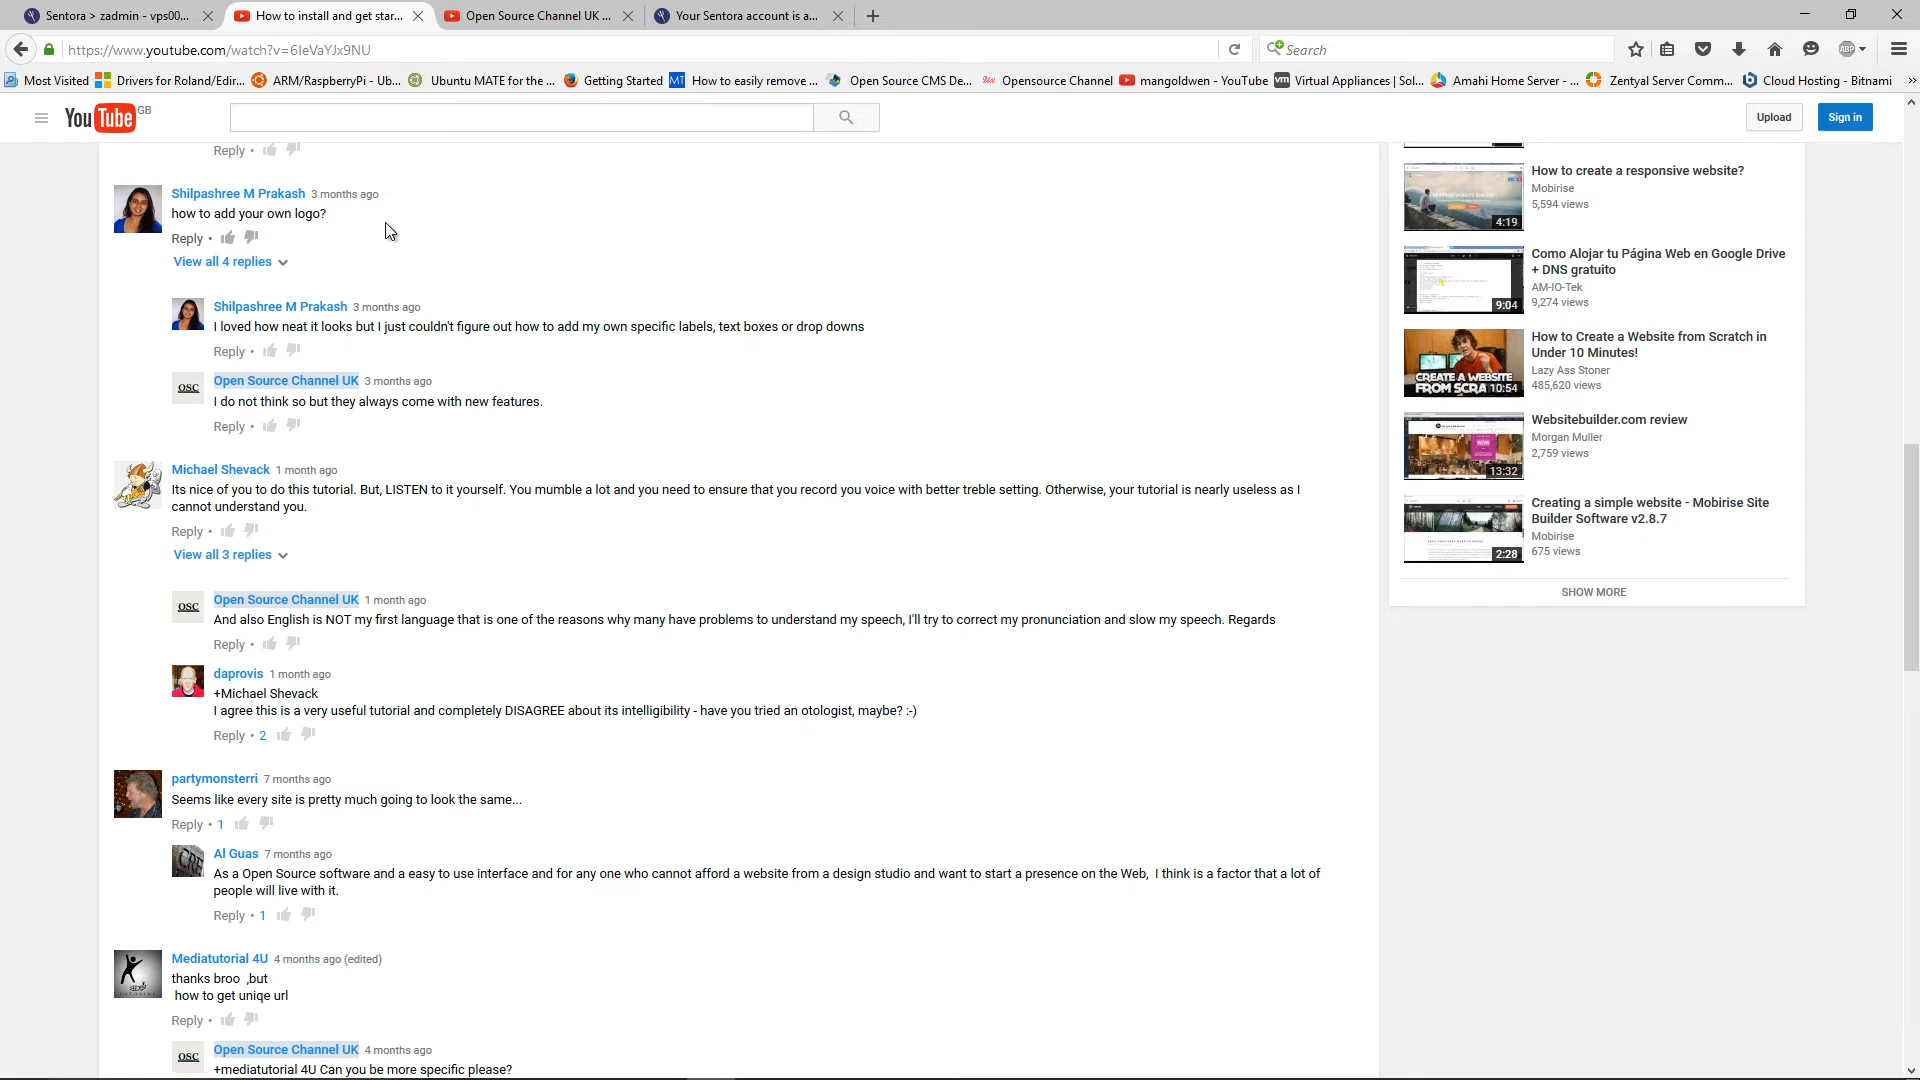 Sentora > zadmin - vps00...
How to install and get star...
Open Source Channel UK ...
Your Sentora account is a...
https://www.youtube.com/watch?v=6IeVaYJx9NU
Search
Most Visited
Drivers for Roland/Edir...
ARM/RaspberryPi - Ub...
Ubuntu MATE for the ...
Getting Started
MT How to easily remove ...
Open Source CMS De...
Opensource Channel
mangoldwen - YouTube
vm Virtual Appliances | Sol...
Amahi Home Server - ...
Zentyal Server Comm...
Cloud Hosting - Bitnami
YouTube GB
Upload
Sign in
Reply •
Shilpashree M Prakash 3 months ago
how to add your own logo?
Reply •
View all 4 replies
Shilpashree M Prakash 3 months ago
I loved how neat it looks but I just couldn't figure out how to add my own specific labels, text boxes or drop downs
Reply •
OSC
Open Source Channel UK 3 months ago
I do not think so but they always come with new features.
Reply •
Michael Shevack 1 month ago
Its nice of you to do this tutorial. But, LISTEN to it yourself. You mumble a lot and you need to ensure that you record you voice with better treble setting. Otherwise, your tutorial is nearly useless as I
cannot understand you.
Reply •
View all 3 replies
OSC
Open Source Channel UK 1 month ago
And also English is NOT my first language that is one of the reasons why many have problems to understand my speech, I'll try to correct my pronunciation and slow my speech. Regards
Reply •
daprovis 1 month ago
+Michael Shevack
I agree this is a very useful tutorial and completely DISAGREE about its intelligibility - have you tried an otologist, maybe? :-)
Reply • 2
partymonsterri 7 months ago
Seems like every site is pretty much going to look the same...
Reply • 1
CRE
Al Guas 7 months ago
As a Open Source software and a easy to use interface and for any one who cannot afford a website from a design studio and want to start a presence on the Web,  I think is a factor that a lot of
people will live with it.
Reply • 1
Mediatutorial 4U 4 months ago (edited)
thanks broo  ,but
how to get uniqe url
Reply •
OSC
Open Source Channel UK 4 months ago
+mediatutorial 4U Can you be more specific please?
How to create a responsive website?
Mobirise
5,594 views
4:19
Como Alojar tu Página Web en Google Drive
+ DNS gratuito
AM-IO-Tek
9,274 views
9:04
How to Create a Website from Scratch in
Under 10 Minutes!
Lazy Ass Stoner
485,620 views
CREATE A WEBSITE
FROM SCRA 10:54
Websitebuilder.com review
Morgan Muller
2,759 views
13:32
Creating a simple website - Mobirise Site
Builder Software v2.8.7
Mobirise
675 views
2:28
SHOW MORE